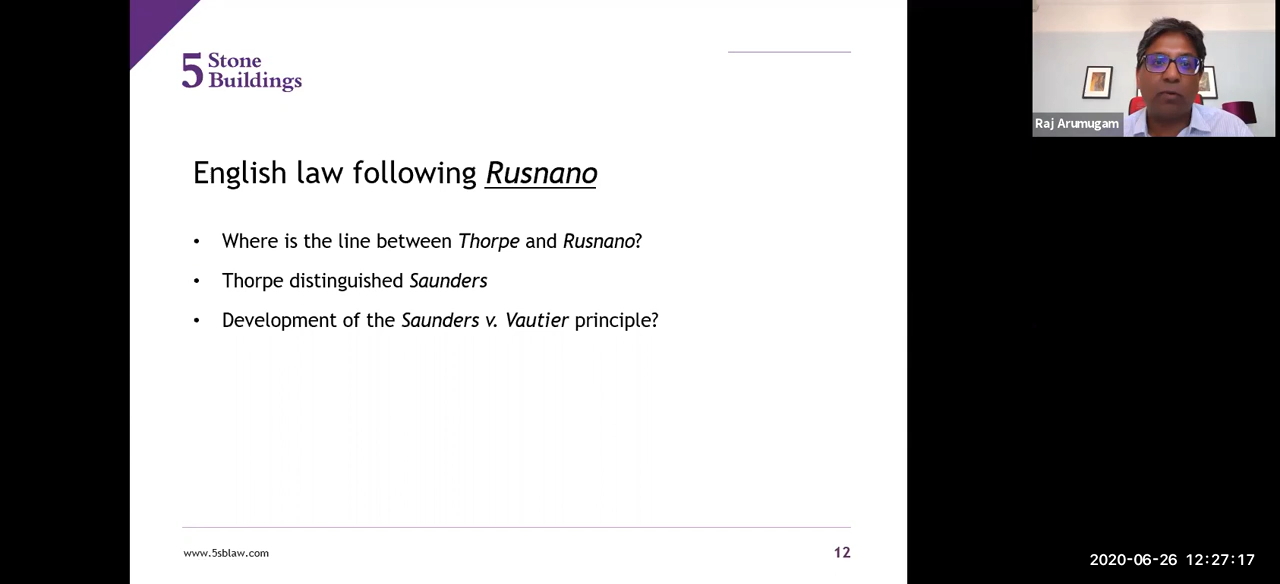 5 Stone
Buildings
Raj Arumugam
English law following Rusnano
• Where is the line between Thorpe and Rusnano?
• Thorpe distinguished Saunders
• Development of the Saunders v. Vautier principle?
www.5sblaw.com
12
2020-06-26 12:27:17